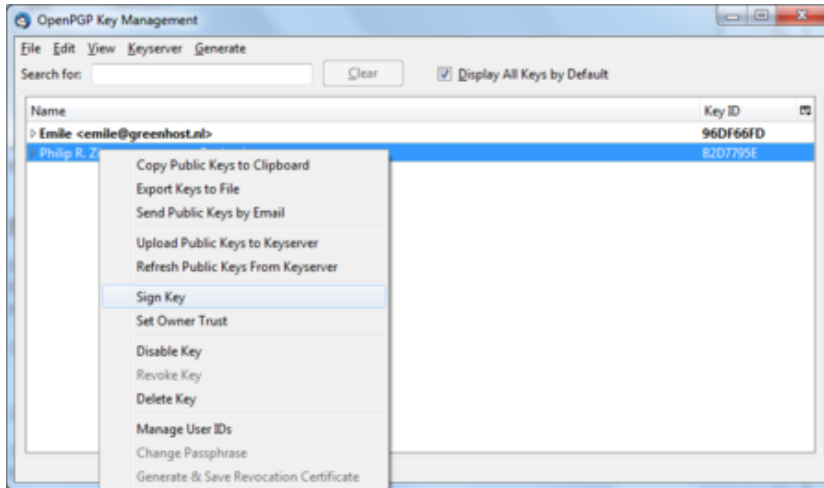 OpenPGP Key Management
File Edit View Keyserver Generate
Search for: Clear Display All Keys by Default
Name Key ID
Emile <emile@greenhost.nl> 96DF66FD
Philip R. Z B2D7795E
Copy Public Keys to Clipboard
Export Keys to File
Send Public Keys by Email
Upload Public Keys to Keyserver
Refresh Public Keys From Keyserver
Sign Key
Set Owner Trust
Disable Key
Revoke Key
Delete Key
Manage User IDs
Change Passphrase
Generate & Save Revocation Certificate